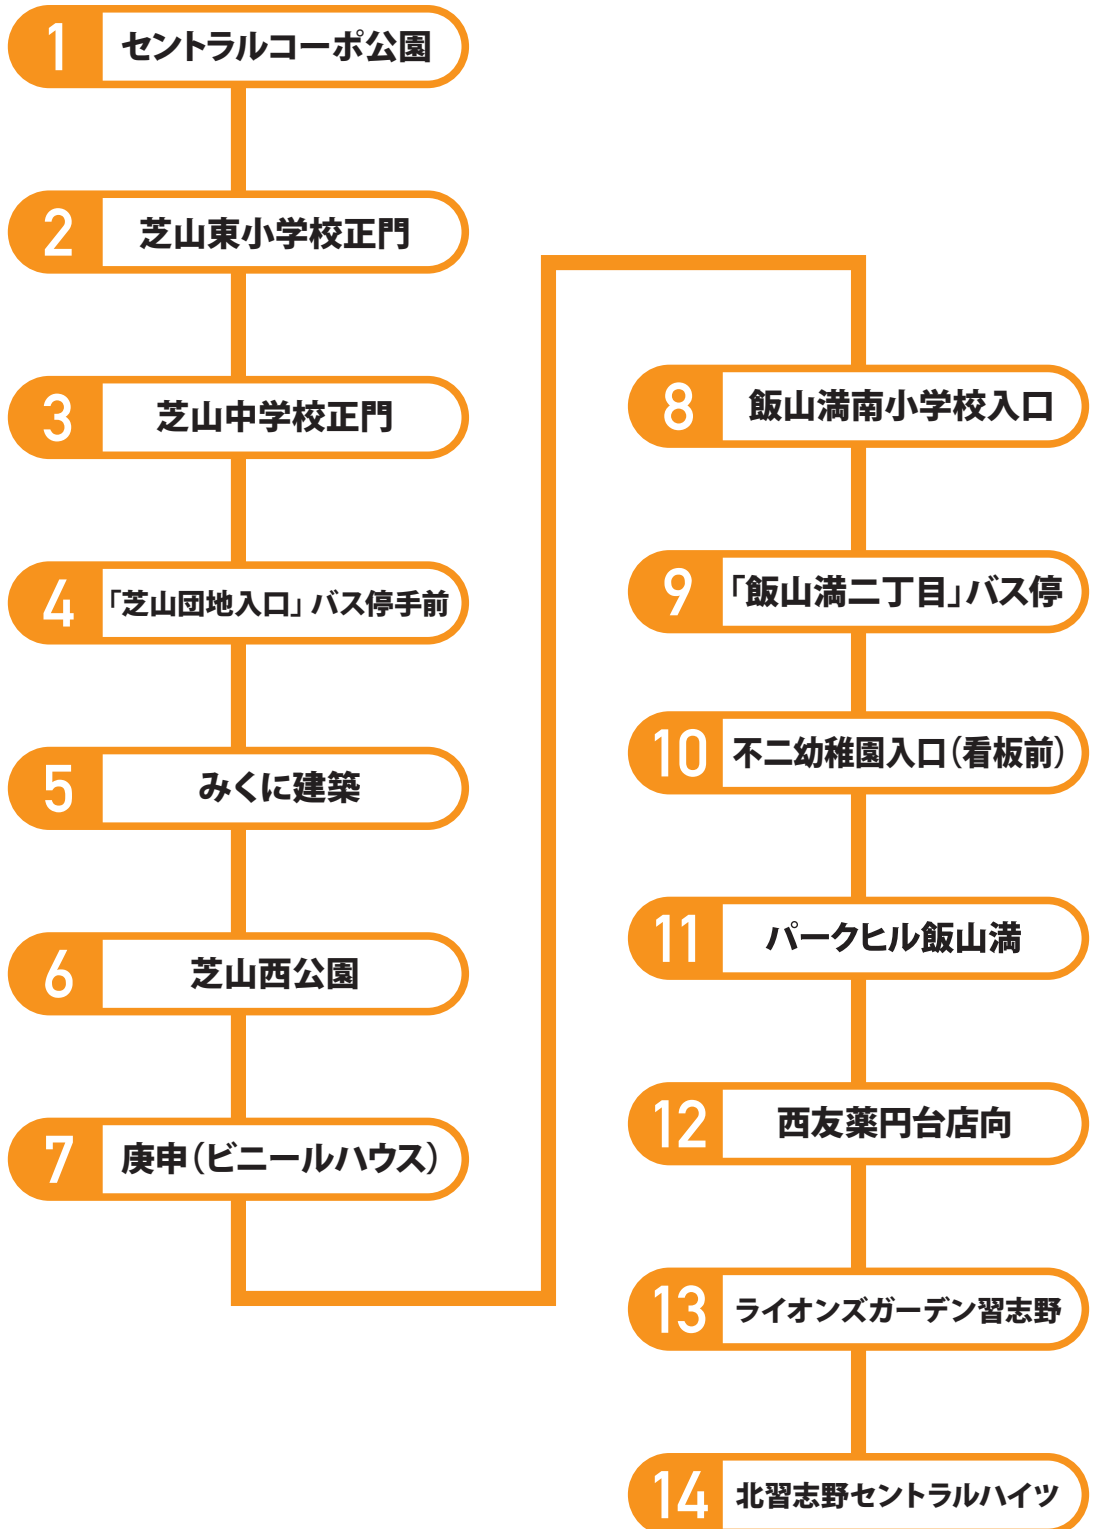 1 セントラルコーポ公園
2 芝山東小学校正門
3 芝山中学校正門
4 「芝山団地入口」バス停手前
5 みくに建築
6 芝山西公園
7 庚申（ビニールハウス）
8 飯山満南小学校入口
9 「飯山満二丁目」バス停
10 不二幼稚園入口（看板前）
11 パークヒル飯山満
12 西友薬円台店向
13 ライオンズガーデン習志野
14 北習志野セントラルハイツ